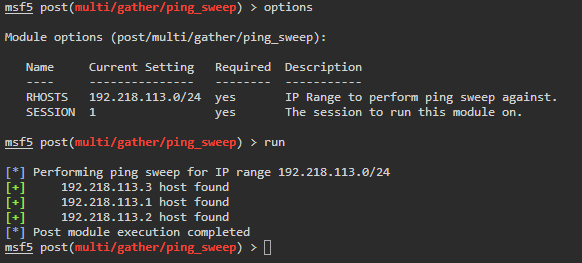 msf5 post(multi/gather/ping_sweep) > options
Module options (post/multi/gather/ping_sweep):
Name     Current Setting   Required  Description
----     ---------------   --------  -----------
RHOSTS   192.218.113.0/24  yes       IP Range to perform ping sweep against.
SESSION  1                 yes       The session to run this module on.
msf5 post(multi/gather/ping_sweep) > run
[*] Performing ping sweep for IP range 192.218.113.0/24
[+]     192.218.113.3 host found
[+]     192.218.113.1 host found
[+]     192.218.113.2 host found
[*] Post module execution completed
msf5 post(multi/gather/ping_sweep) >